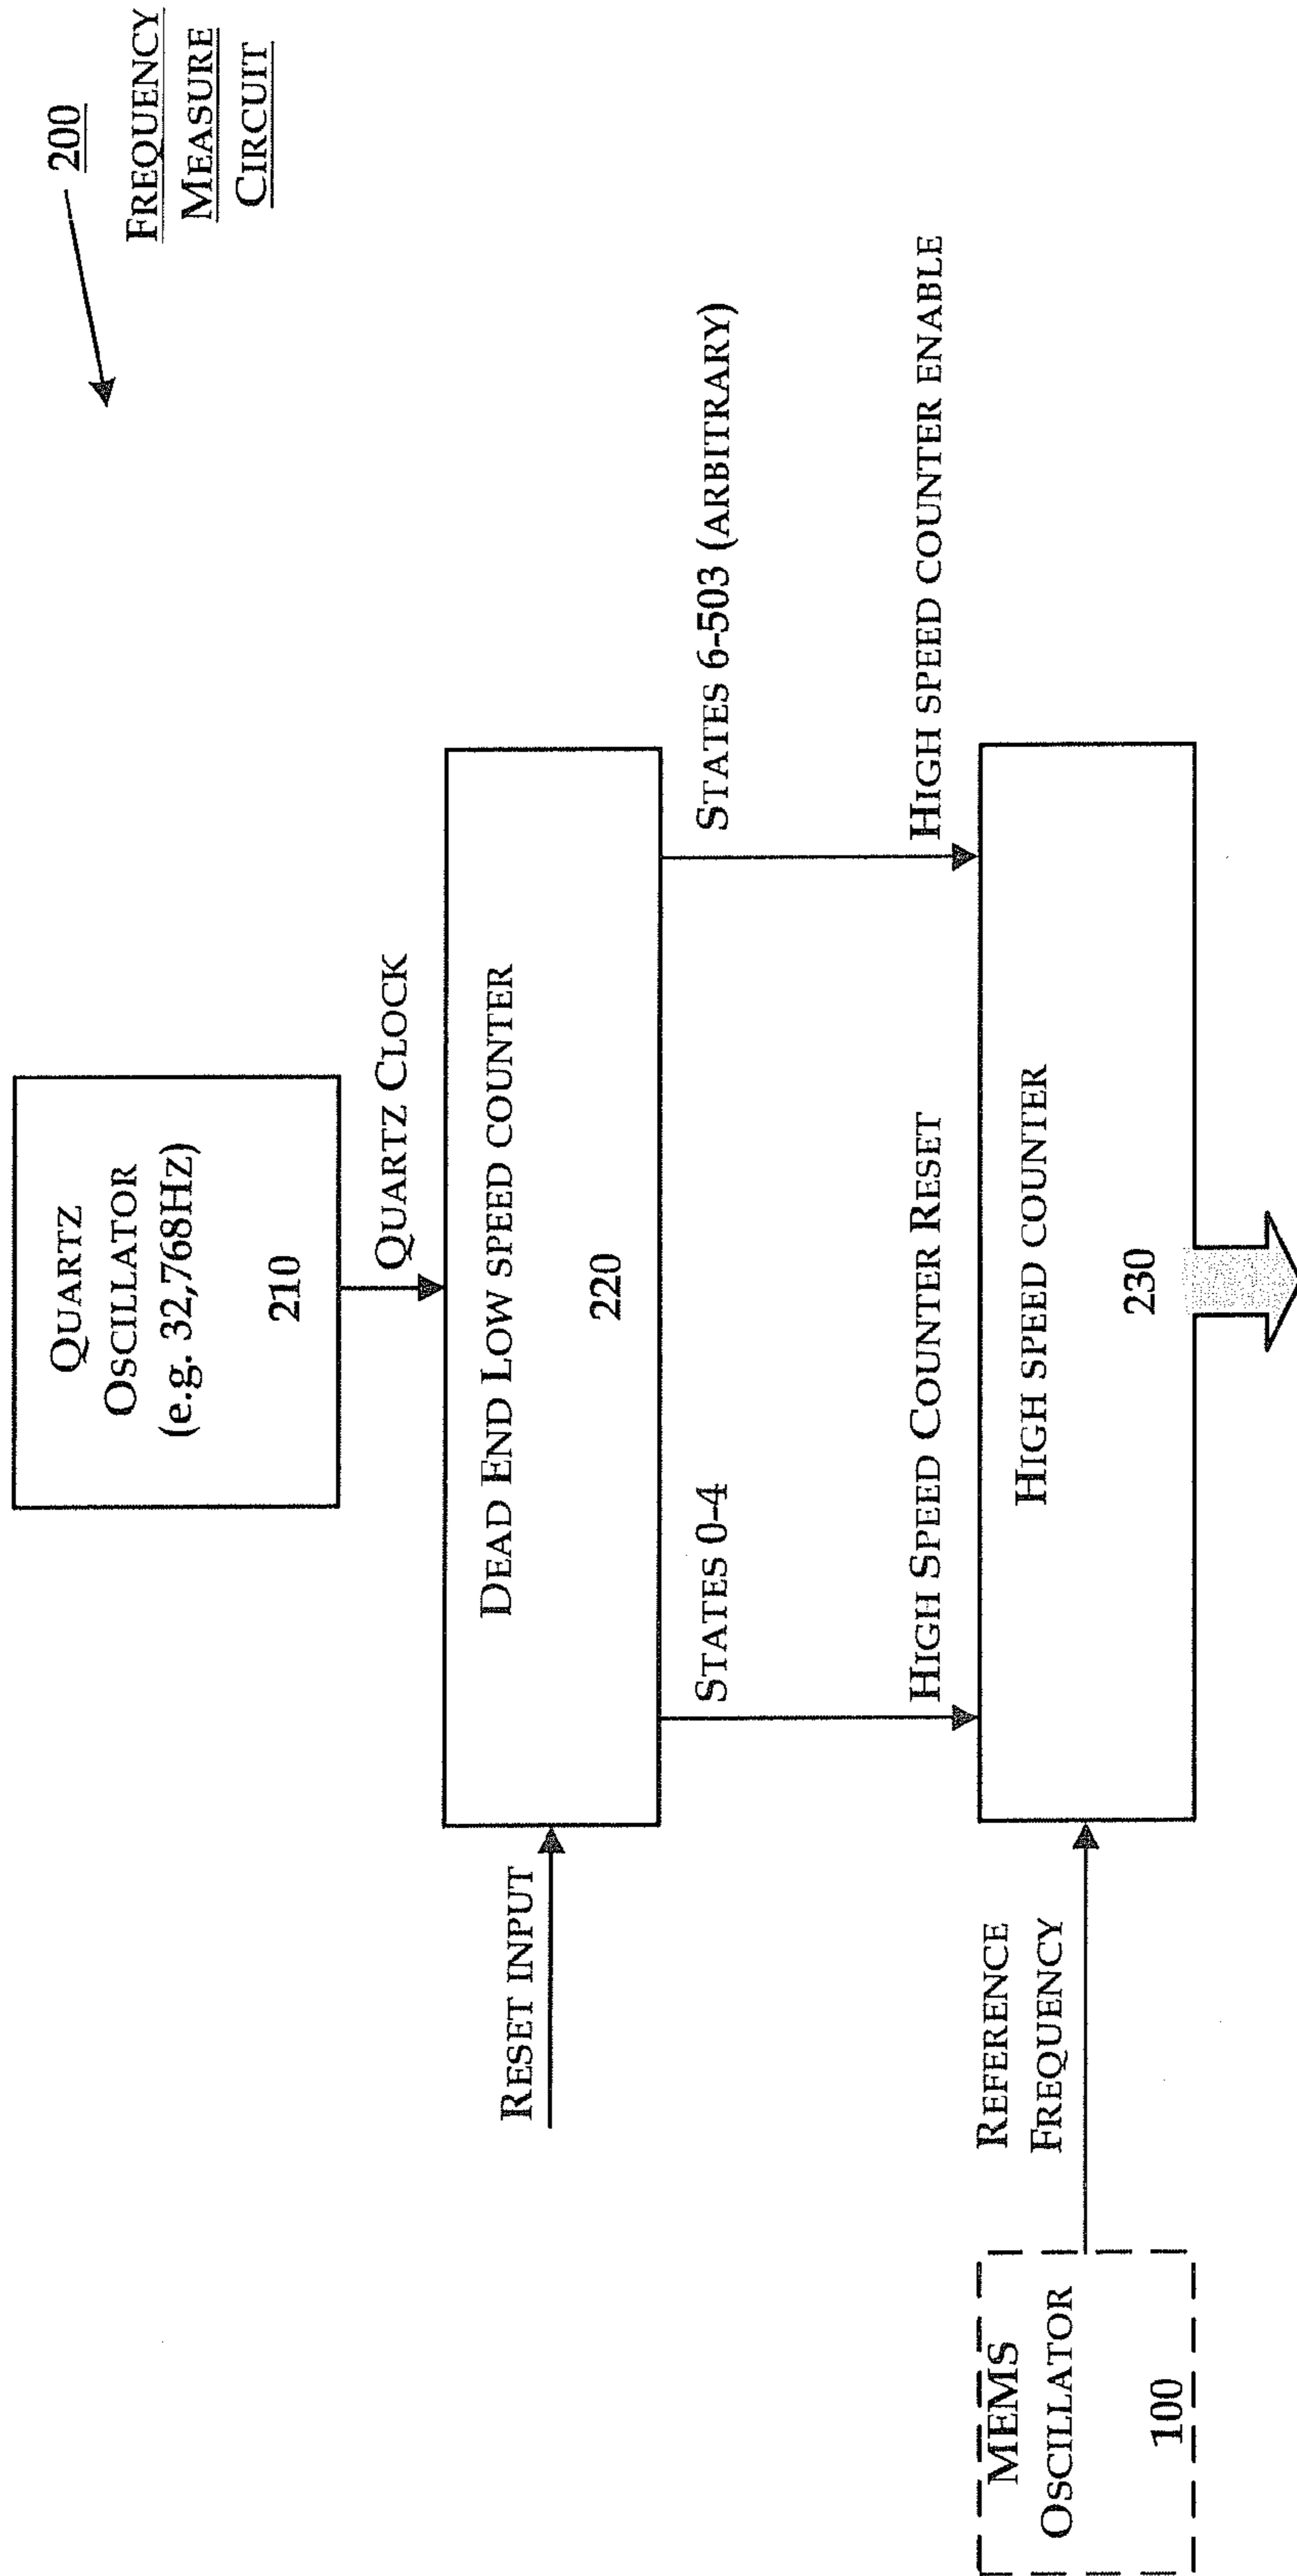 200
FREQUENCY
MEASURE
CIRCUIT
QUARTZ
OSCILLATOR
(e.g. 32,768HZ)
210
QUARTZ CLOCK
RESET INPUT
DEAD END LOW SPEED COUNTER
220
STATES 0-4
STATES 6-503 (ARBITRARY)
HIGH SPEED COUNTER RESET
HIGH SPEED COUNTER ENABLE
MEMS
OSCILLATOR
100
REFERENCE
FREQUENCY
HIGH SPEED COUNTER
230